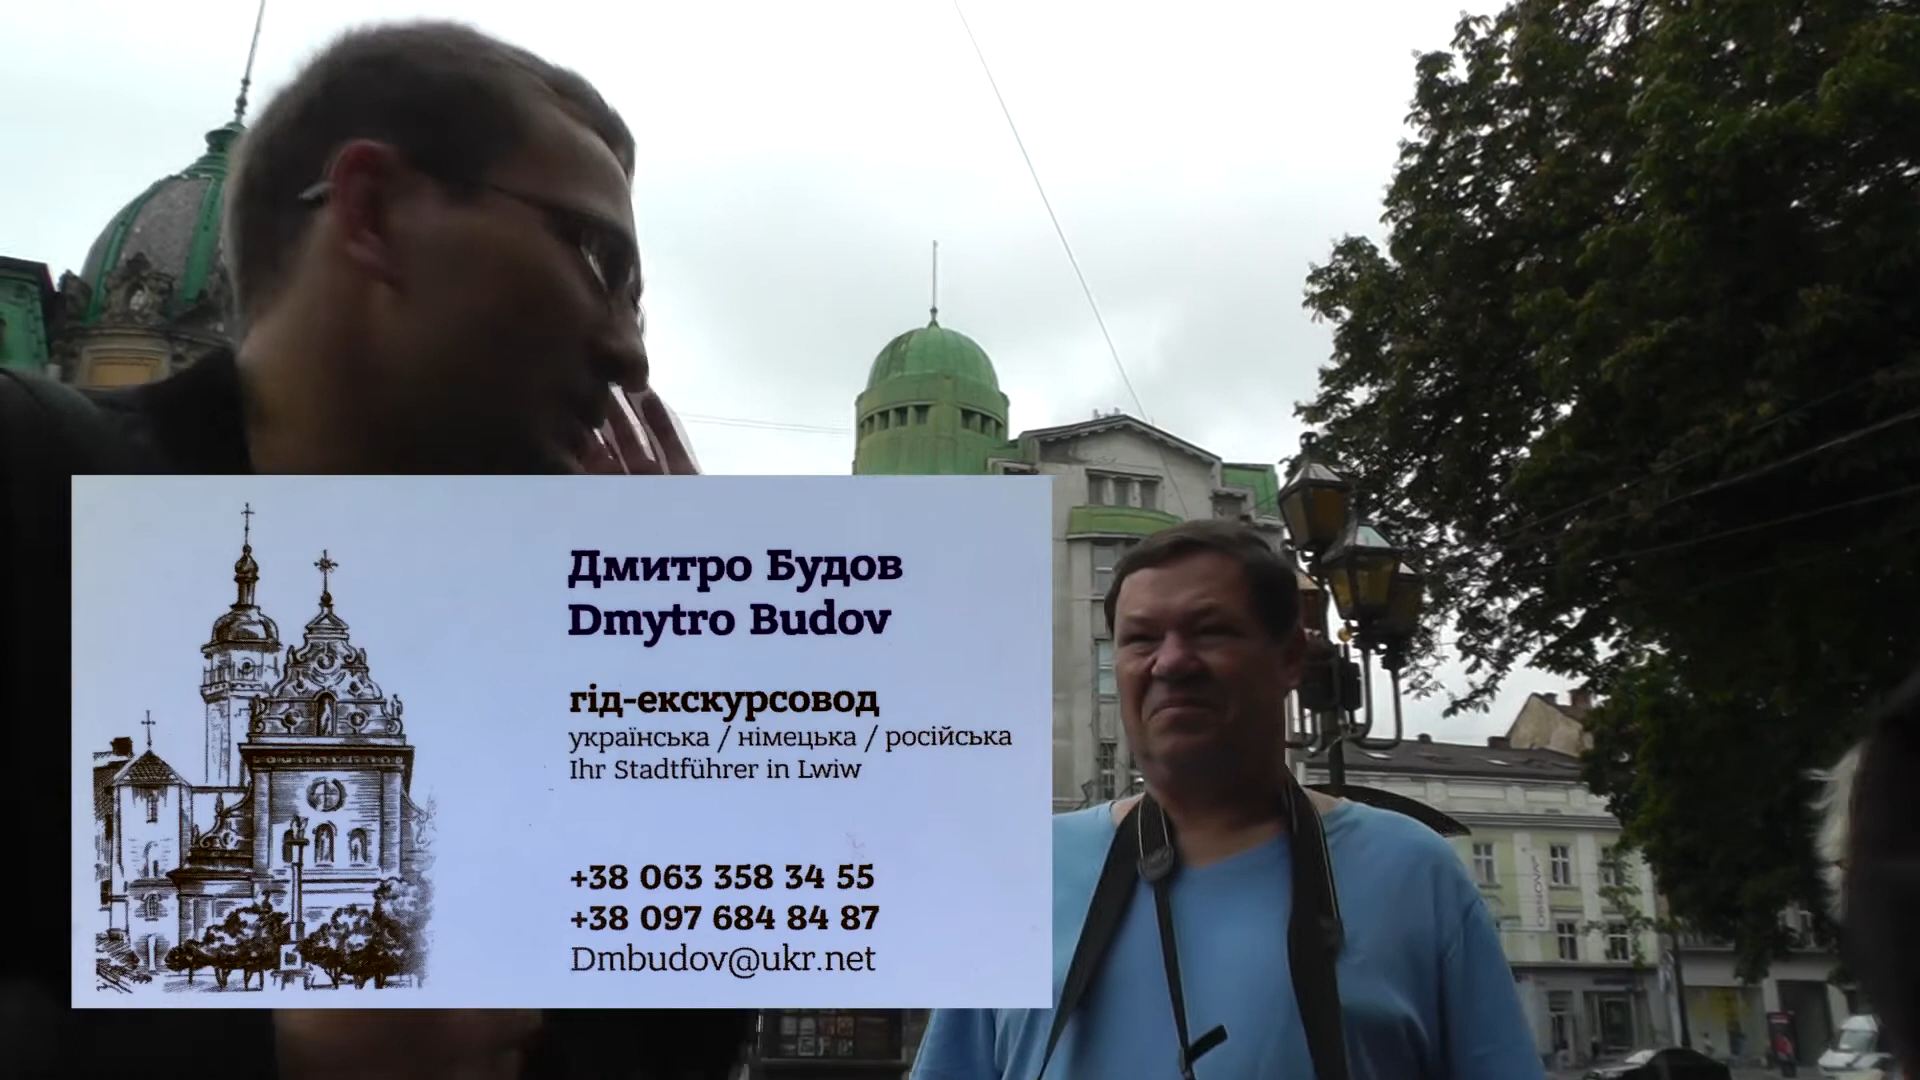 Дмитро Будов
Dmytro Budov
гід-екскурсовод
українська / німецька / російська
Ihr Stadtführer in Lwiw
+38 063 358 34 55
+38 097 684 84 87
Dmbudov@ukr.net